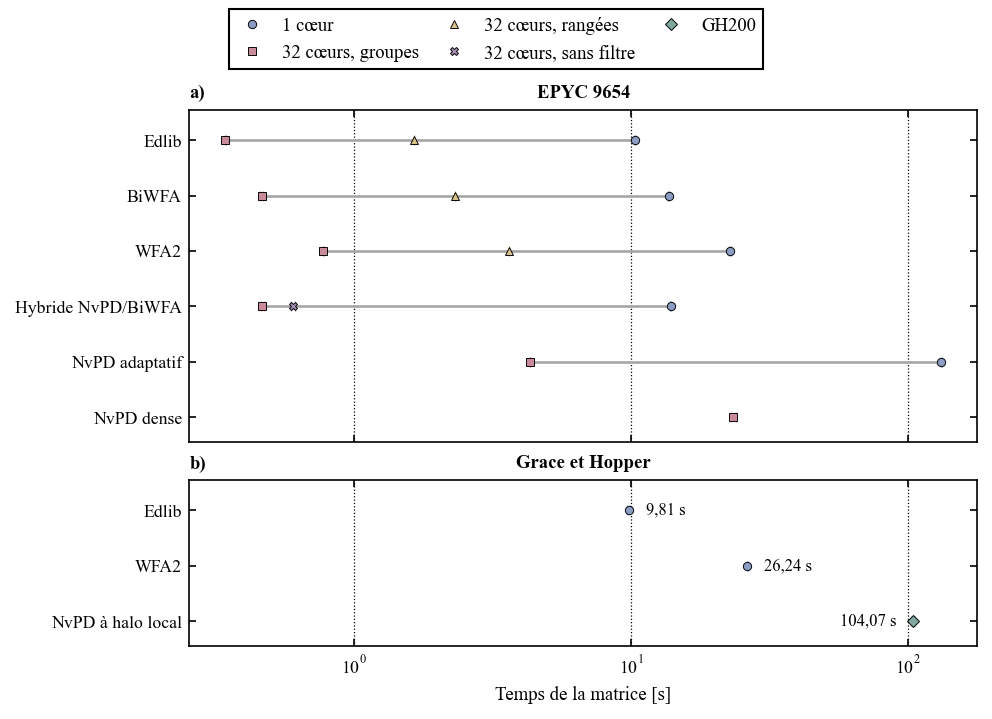 1 cœur
32 cœurs, rangées
GH200
32 cœurs, groupes
32 cœurs, sans filtre
a)
EPYC 9654
Edlib
BiWFA
WFA2
Hybride NvPD/BiWFA
NvPD adaptatif
NvPD dense
b)
Grace et Hopper
Edlib
9,81 s
WFA2
26,24 s
NvPD à halo local
104,07 s
10⁰
10¹
10²
Temps de la matrice [s]